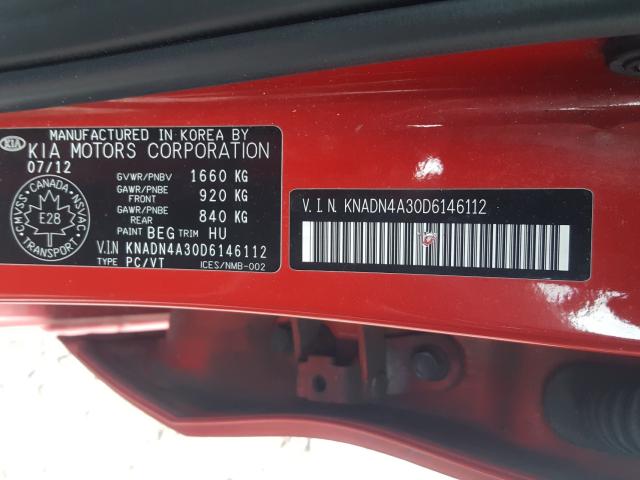 KIA
MANUFACTURED IN KOREA BY
KIA MOTORS CORPORATION
07/12
GVWR/PNBV 1660 KG
GAWR/PNBE FRONT 920 KG
GAWR/PNBE REAR 840 KG
PAINT BEG TRIM HU
V.IN KNADN4A30D6146112
TYPE PC/VT ICES/NMB-002
CANADA
CMVSS NSVAC
E28
TRANSPORT
V.I.N. KNADN4A30D6146112